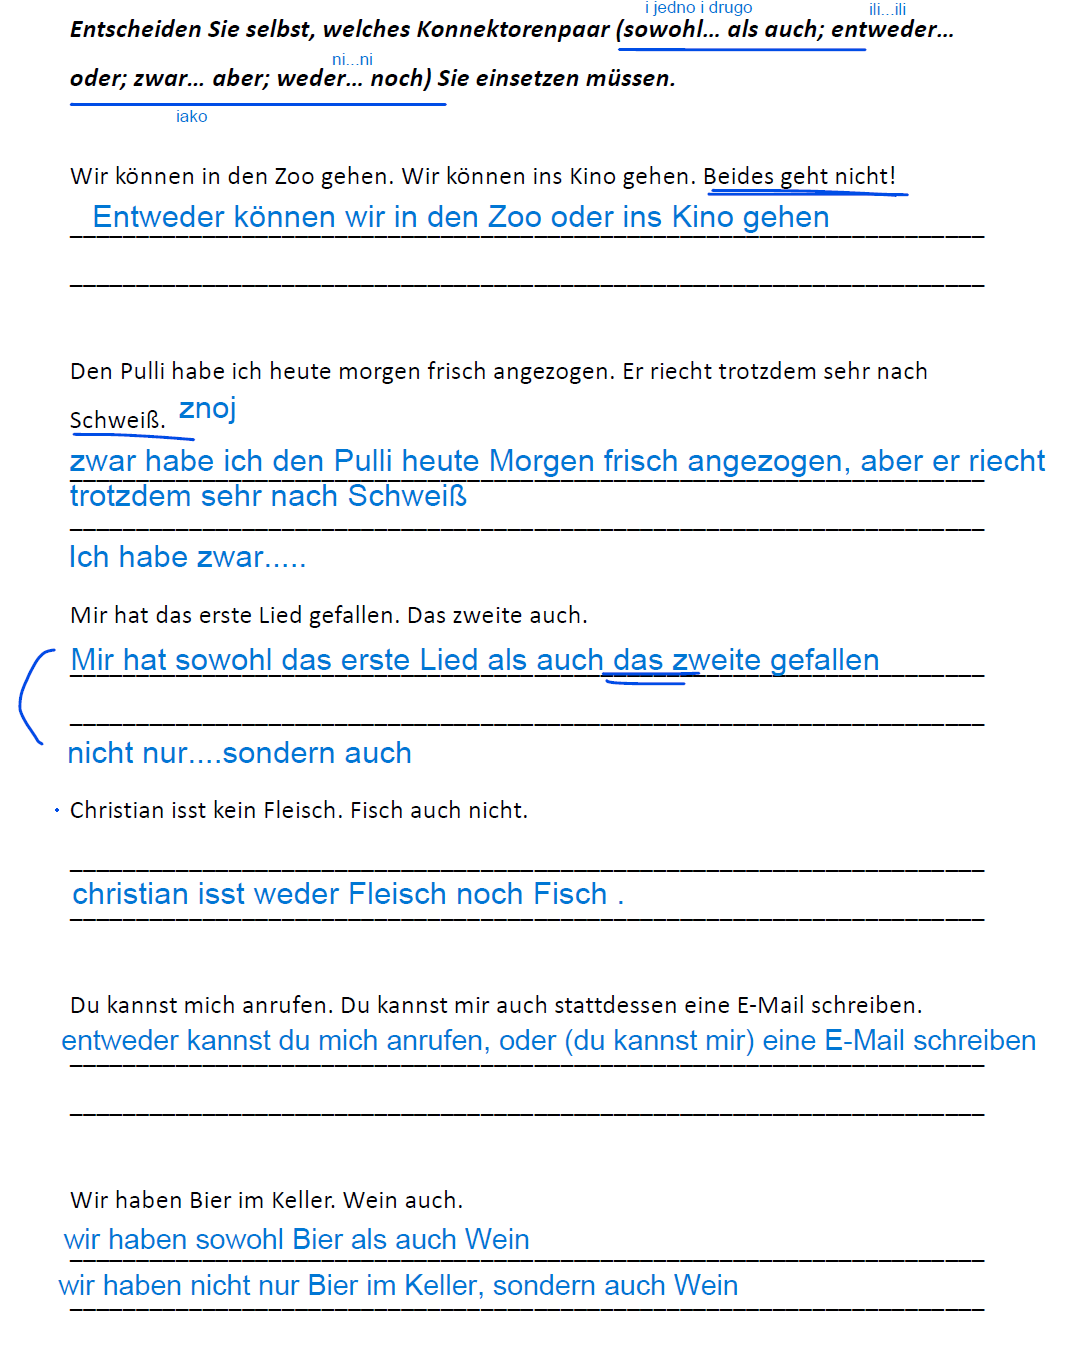 i jedno i drugo
ili...ili
Entscheiden Sie selbst, welches Konnektorenpaar (sowohl... als auch; entweder...
ni...ni
oder; zwar... aber; weder... noch) Sie einsetzen müssen.
iako
Wir können in den Zoo gehen. Wir können ins Kino gehen. Beides geht nicht!
Entweder können wir in den Zoo oder ins Kino gehen
Den Pulli habe ich heute morgen frisch angezogen. Er riecht trotzdem sehr nach
Schweiß. znoj
zwar habe ich den Pulli heute Morgen frisch angezogen, aber er riecht
trotzdem sehr nach Schweiß
Ich habe zwar.....
Mir hat das erste Lied gefallen. Das zweite auch.
Mir hat sowohl das erste Lied als auch das zweite gefallen
nicht nur....sondern auch
Christian isst kein Fleisch. Fisch auch nicht.
christian isst weder Fleisch noch Fisch .
Du kannst mich anrufen. Du kannst mir auch stattdessen eine E-Mail schreiben.
entweder kannst du mich anrufen, oder (du kannst mir) eine E-Mail schreiben
Wir haben Bier im Keller. Wein auch.
wir haben sowohl Bier als auch Wein
wir haben nicht nur Bier im Keller, sondern auch Wein